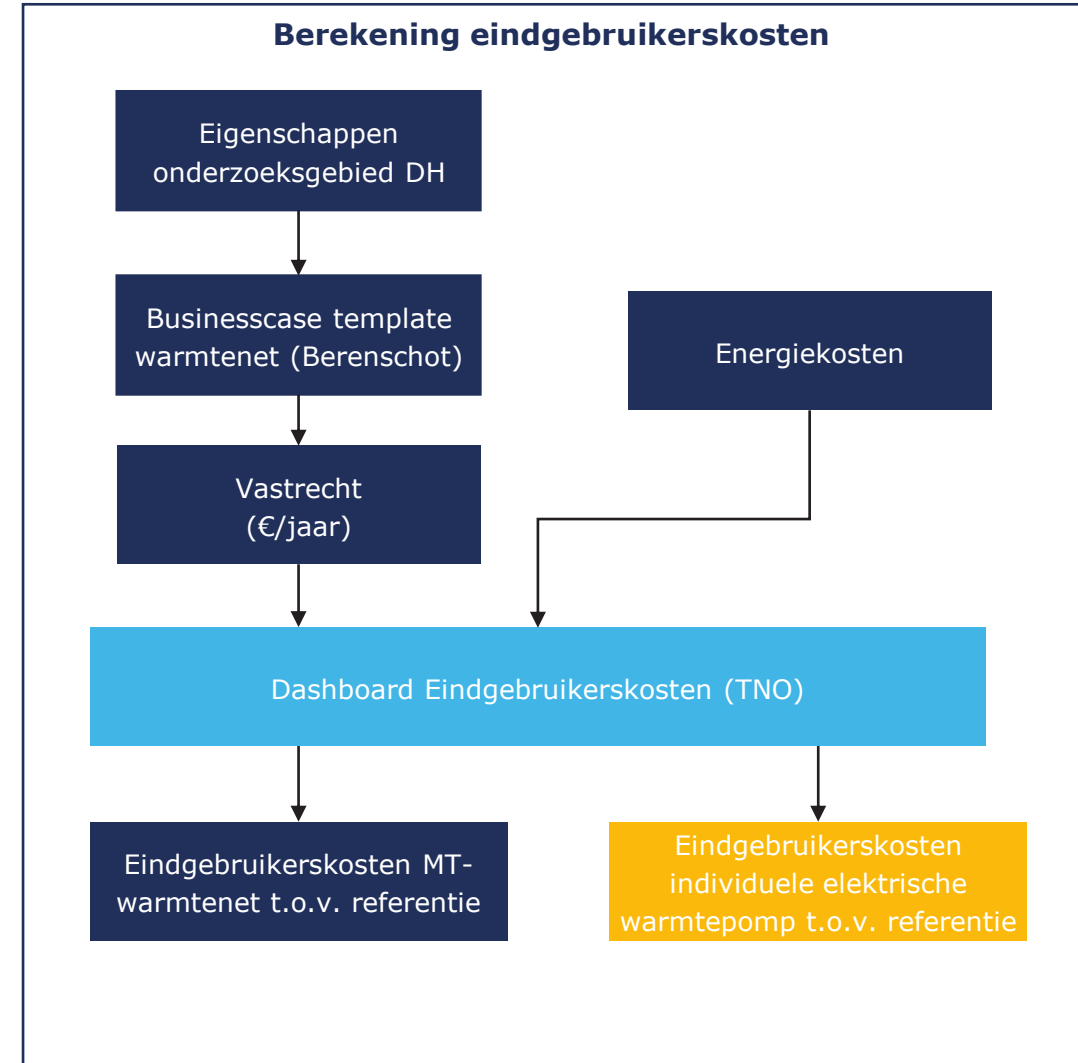 Berekening eindgebruikerskosten
Eigenschappen
onderzoeksgebied DH
Businesscase template
warmtenet (Berenschot)
Energiekosten
Vastrecht
(€/jaar)
Dashboard Eindgebruikerskosten (TNO)
Eindgebruikerskosten MT-
warmtenet t.o.v. referentie
Eindgebruikerskosten
individuele elektrische
warmtepomp t.o.v. referentie